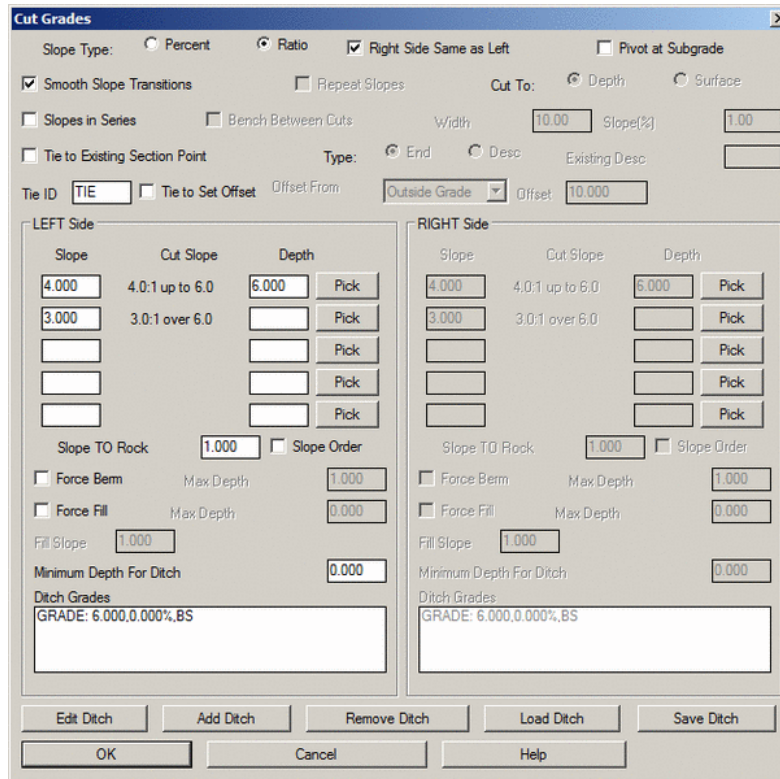 Cut Grades
Slope Type: Percent Ratio Right Side Same as Left Pivot at Subgrade
Smooth Slope Transitions Repeat Slopes Cut To: Depth Surface
Slopes in Series Bench Between Cuts Width 10.00 Slope(%) 1.00
Tie to Existing Section Point Type: End Desc Existing Desc
Tie ID TIE Tie to Set Offset Offset From Outside Grade Offset 10.000
LEFT Side
Slope Cut Slope Depth
4.000 4.0:1 up to 6.0 6.000 Pick
3.000 3.0:1 over 6.0 Pick
Pick
Pick
Pick
Slope TO Rock 1.000 Slope Order
Force Berm Max Depth 1.000
Force Fill Max Depth 0.000
Fill Slope 1.000
Minimum Depth For Ditch 0.000
Ditch Grades
GRADE: 6.000,0.000%,BS
RIGHT Side
Slope Cut Slope Depth
4.000 4.0:1 up to 6.0 6.000 Pick
3.000 3.0:1 over 6.0 Pick
Pick
Pick
Pick
Slope TO Rock 1.000 Slope Order
Force Berm Max Depth 1.000
Force Fill Max Depth 0.000
Fill Slope 1.000
Minimum Depth For Ditch 0.000
Ditch Grades
GRADE: 6.000,0.000%,BS
Edit Ditch Add Ditch Remove Ditch Load Ditch Save Ditch
OK Cancel Help